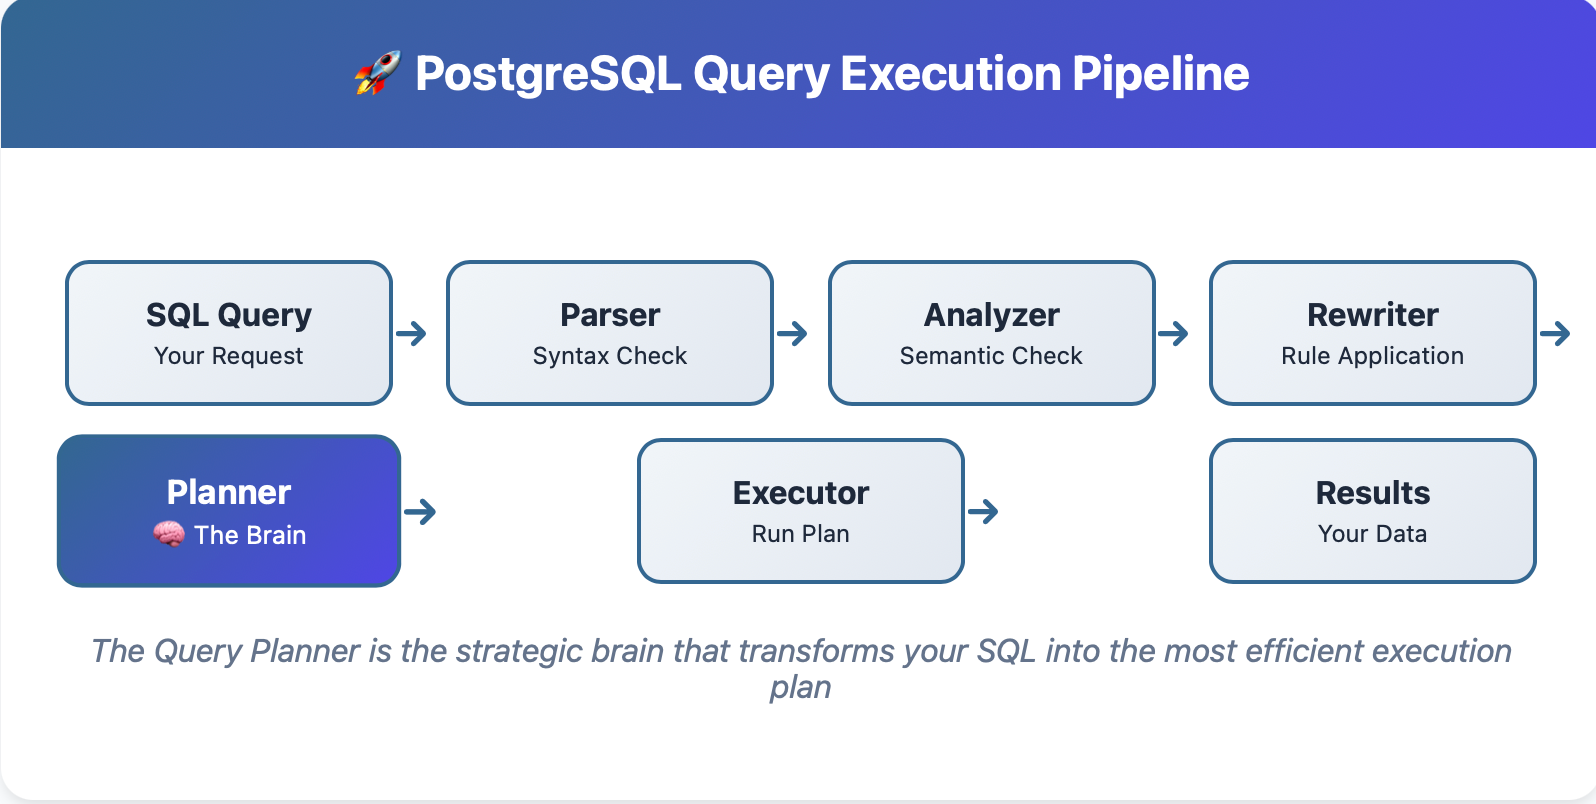 🚀 PostgreSQL Query Execution Pipeline
SQL Query
Your Request
Parser
Syntax Check
Analyzer
Semantic Check
Rewriter
Rule Application
Planner
🧠 The Brain
Executor
Run Plan
Results
Your Data
The Query Planner is the strategic brain that transforms your SQL into the most efficient execution
plan